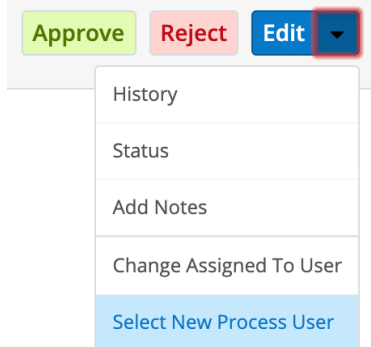 Approve Reject Edit
History
Status
Add Notes
Change Assigned To User
Select New Process User